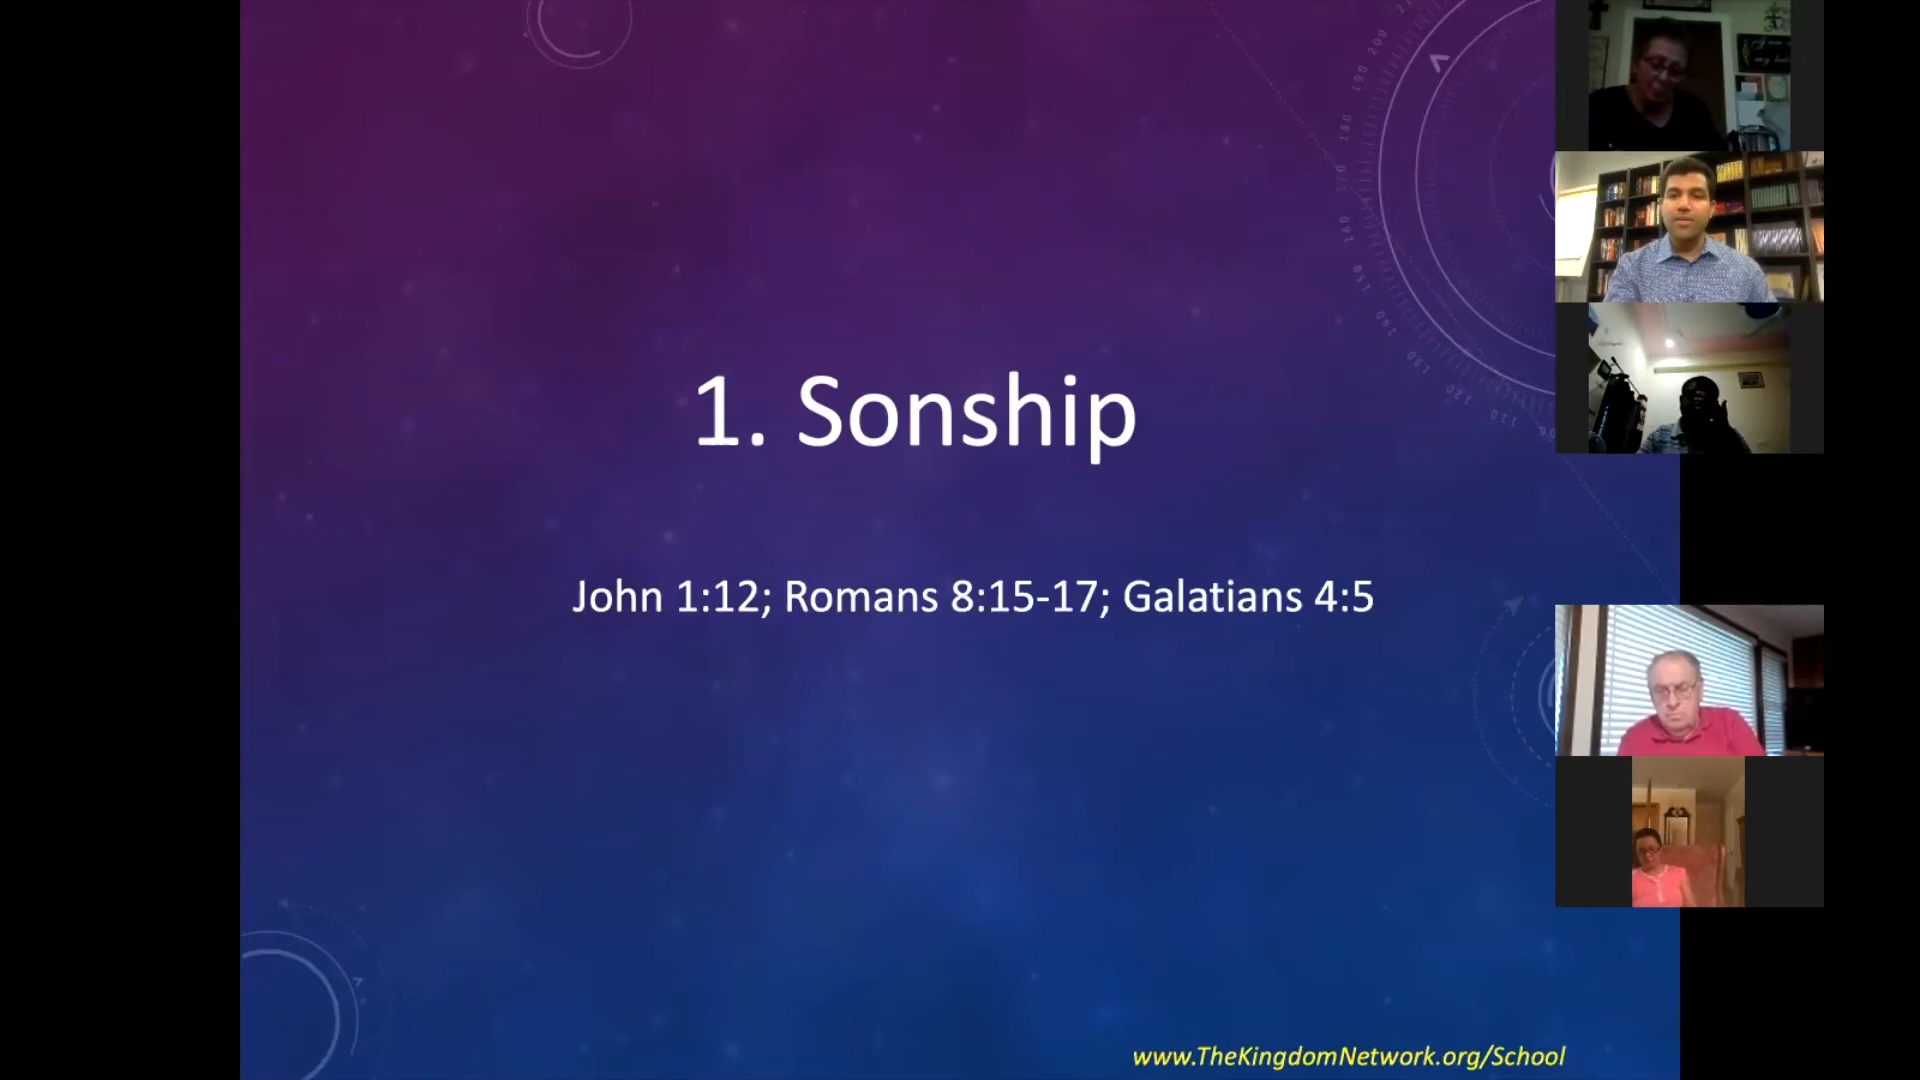 1. Sonship
John 1:12; Romans 8:15-17; Galatians 4:5
www.TheKingdomNetwork.org/School